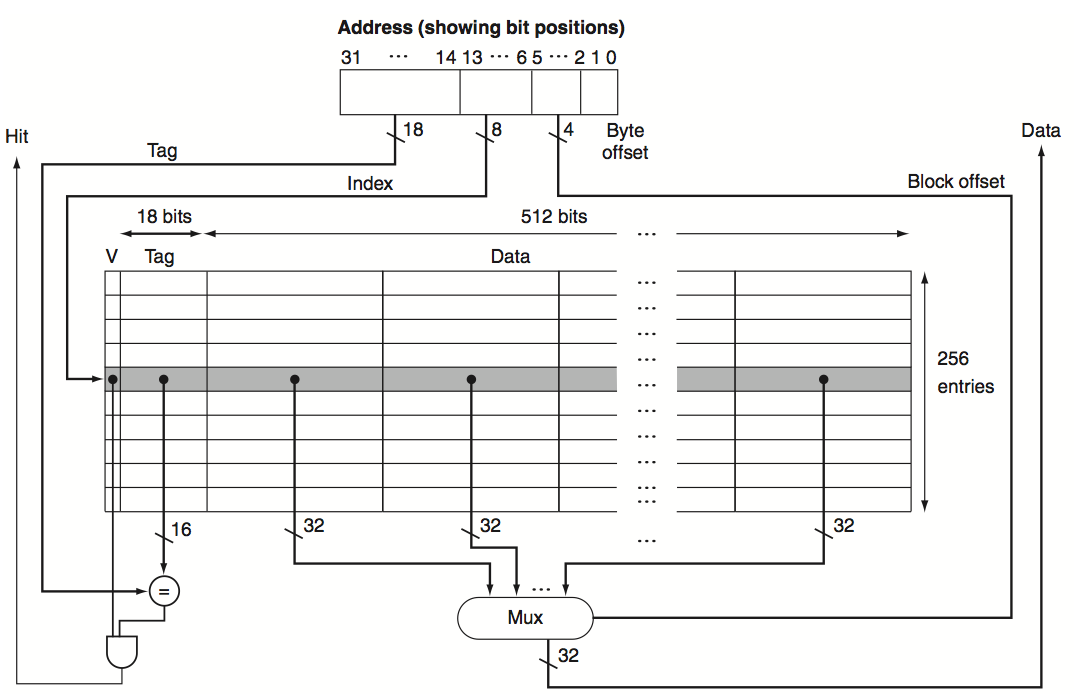 Address (showing bit positions)
31 ··· 14 13 ··· 6 5 ··· 2 1 0
18
8
4
Byte
offset
Hit
Data
Tag
Index
Block offset
18 bits
512 bits
···
V
Tag
Data
···
···
···
···
···
···
···
···
···
···
256
entries
16
32
32
···
32
···
Mux
=
32